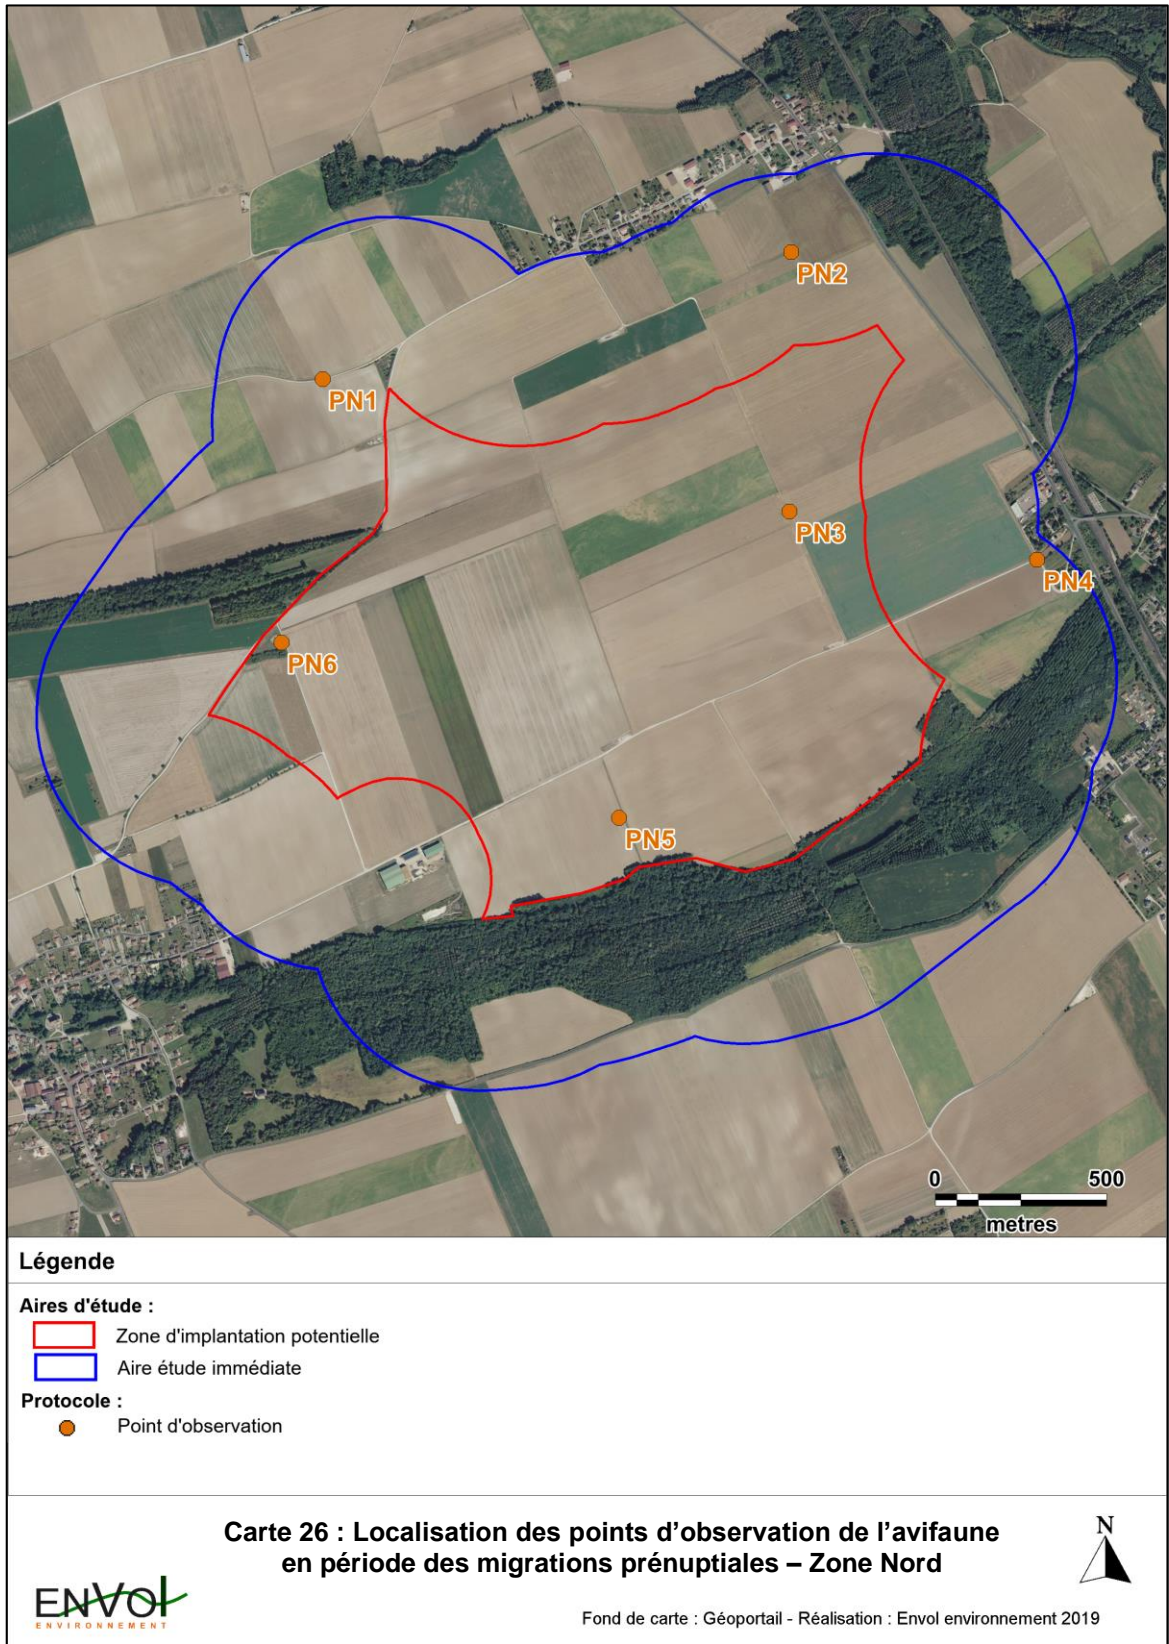 PN2
PN1
PN3
PN4
PN6
PN5
0 500
metres
Légende
Aires d'étude :
Zone d'implantation potentielle
Aire étude immédiate
Protocole :
Point d'observation
Carte 26 : Localisation des points d’observation de l’avifaune
en période des migrations prénuptiales – Zone Nord
N
ENVOl
ENVIRONNEMENT
Fond de carte : Géoportail - Réalisation : Envol environnement 2019